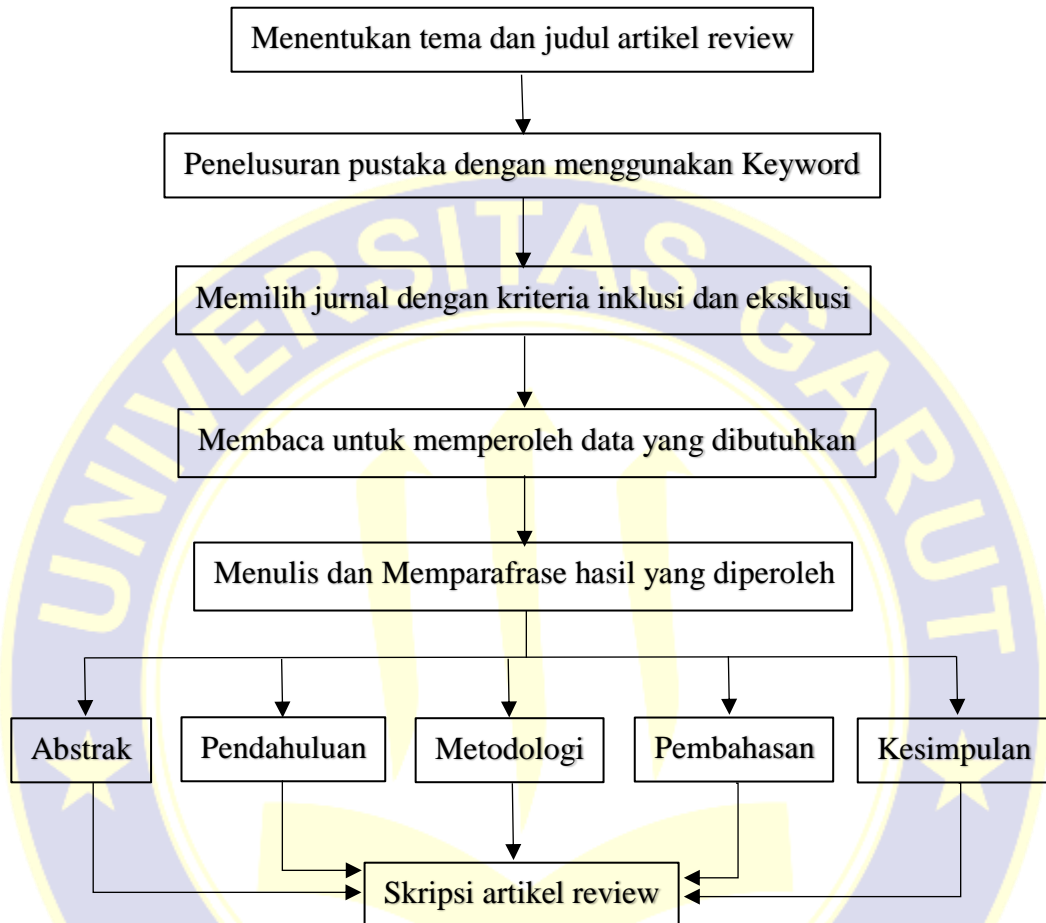 Menentukan tema dan judul artikel review
Penelusuran pustaka dengan menggunakan Keyword
UNIVERSITAS GARUT
Memilih jurnal dengan kriteria inklusi dan eksklusi
Membaca untuk memperoleh data yang dibutuhkan
Menulis dan Memparafrase hasil yang diperoleh
Abstrak
Pendahuluan
Metodologi
Pembahasan
Kesimpulan
Skripsi artikel review